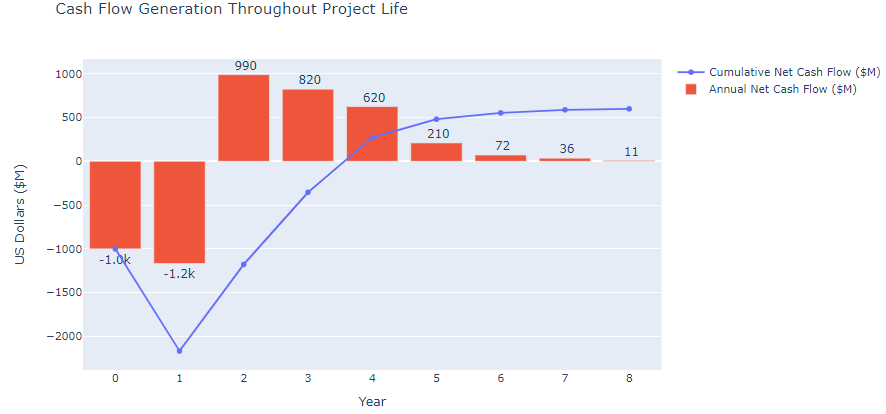 Cash Flow Generation Throughout Project Life
Cumulative Net Cash Flow ($M)
Annual Net Cash Flow ($M)
US Dollars ($M)
1000
500
0
−500
−1000
−1500
−2000
-1.0k
-1.2k
990
820
620
210
72
36
11
0 1 2 3 4 5 6 7 8
Year